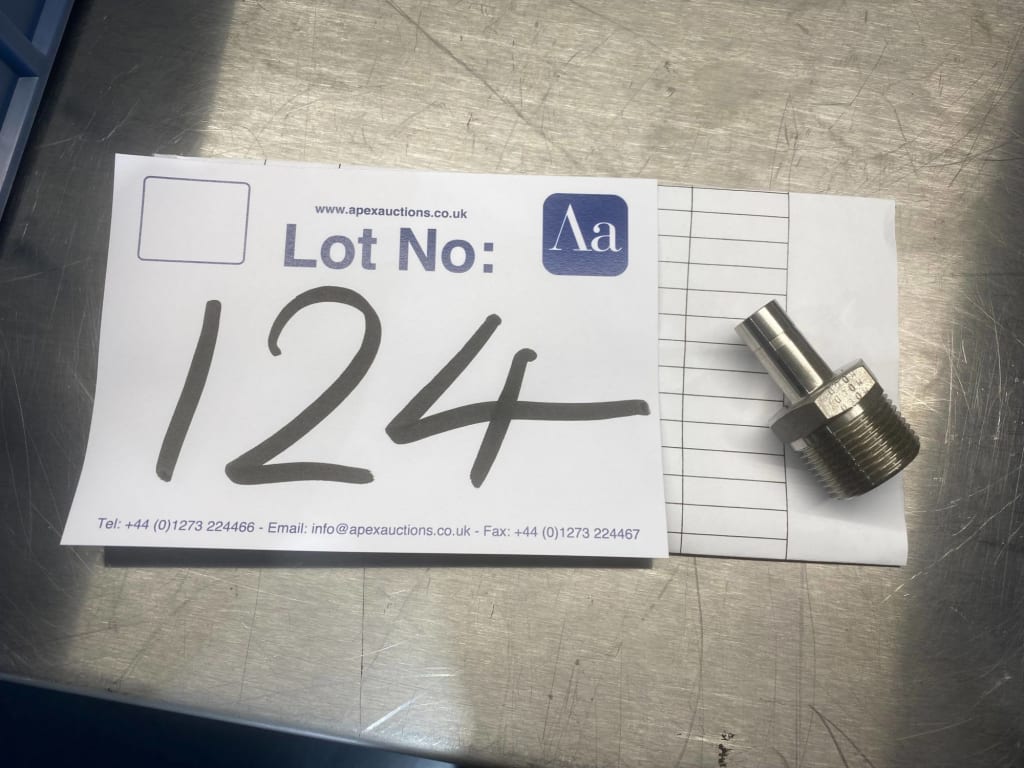 www.apexauctions.co.uk
Lot No:
Aa
124
Tel: +44 (0)1273 224466 - Email: info@apexauctions.co.uk - Fax: +44 (0)1273 224467